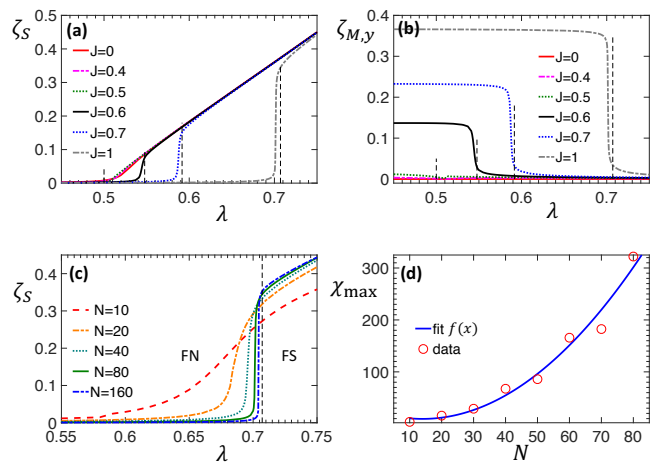 (a)
ζS
0.5
0.4
0.3
0.2
0.1
0
J=0
J=0.4
J=0.5
J=0.6
J=0.7
J=1
0.5
0.6
0.7
λ
(b)
ζM,y
0.4
0.3
0.2
0.1
0
J=0
J=0.4
J=0.5
J=0.6
J=0.7
J=1
0.5
0.6
0.7
λ
(c)
ζS
0.4
0.3
0.2
0.1
0
N=10
N=20
N=40
N=80
N=160
FN
FS
0.55
0.6
0.65
0.7
0.75
λ
(d)
χmax
300
200
100
0
fit f(x)
data
10 20 30 40 50 60 70 80
N